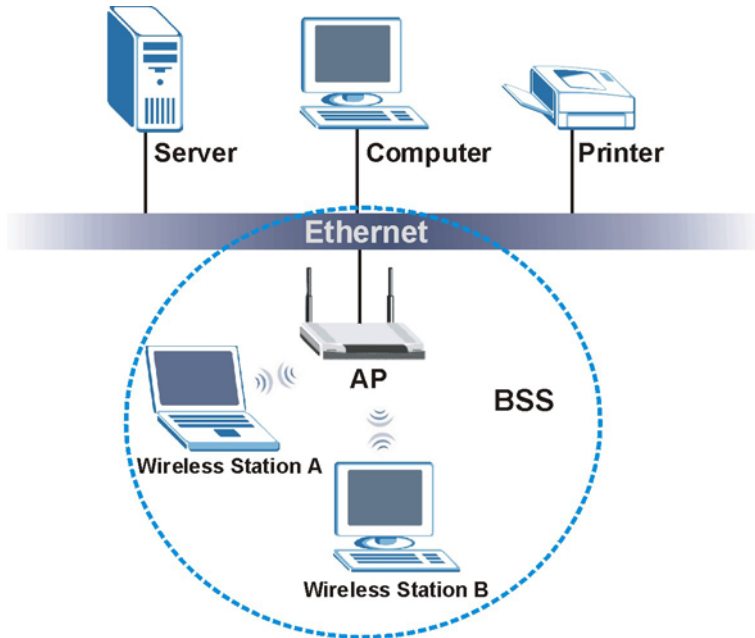 Server
Computer
Printer
Ethernet
AP
BSS
Wireless Station A
Wireless Station B